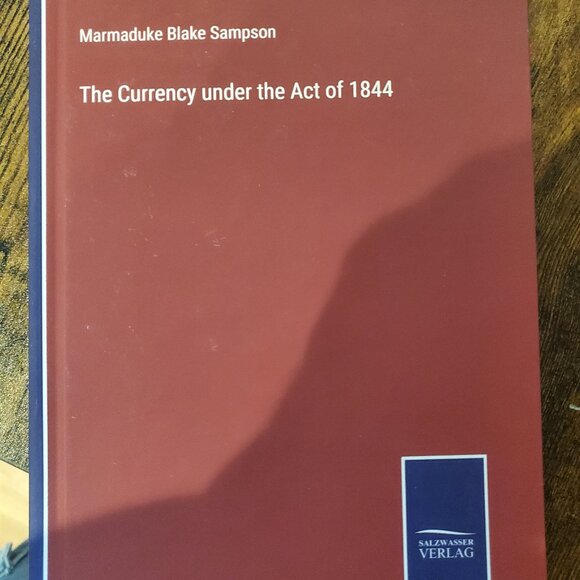 Marmaduke Blake Sampson
The Currency under the Act of 1844
SALZWASSER
VERLAG